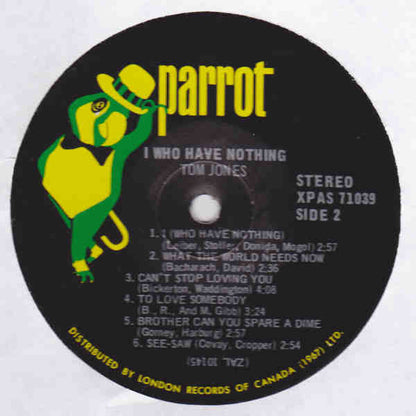 parrot
I WHO HAVE NOTHING
TOM JONES
STEREO
XPAS 71039
SIDE 2
1. I (WHO HAVE NOTHING)
(Leiber, Stoller, Donida, Mogol) 2:57
2. WHAT THE WORLD NEEDS NOW
(Bacharach, David) 2:36
3. CAN'T STOP LOVING YOU
(Bickerton, Waddington) 4:08
4. TO LOVE SOMEBODY
(B., R., And M. Gibb) 3:24
5. BROTHER CAN YOU SPARE A DIME
(Gorney, Harburg) 2:57
6. SEE-SAW (Covay, Cropper) 2:54
(ZAL 10145)
DISTRIBUTED BY LONDON RECORDS OF CANADA (1967) LTD.